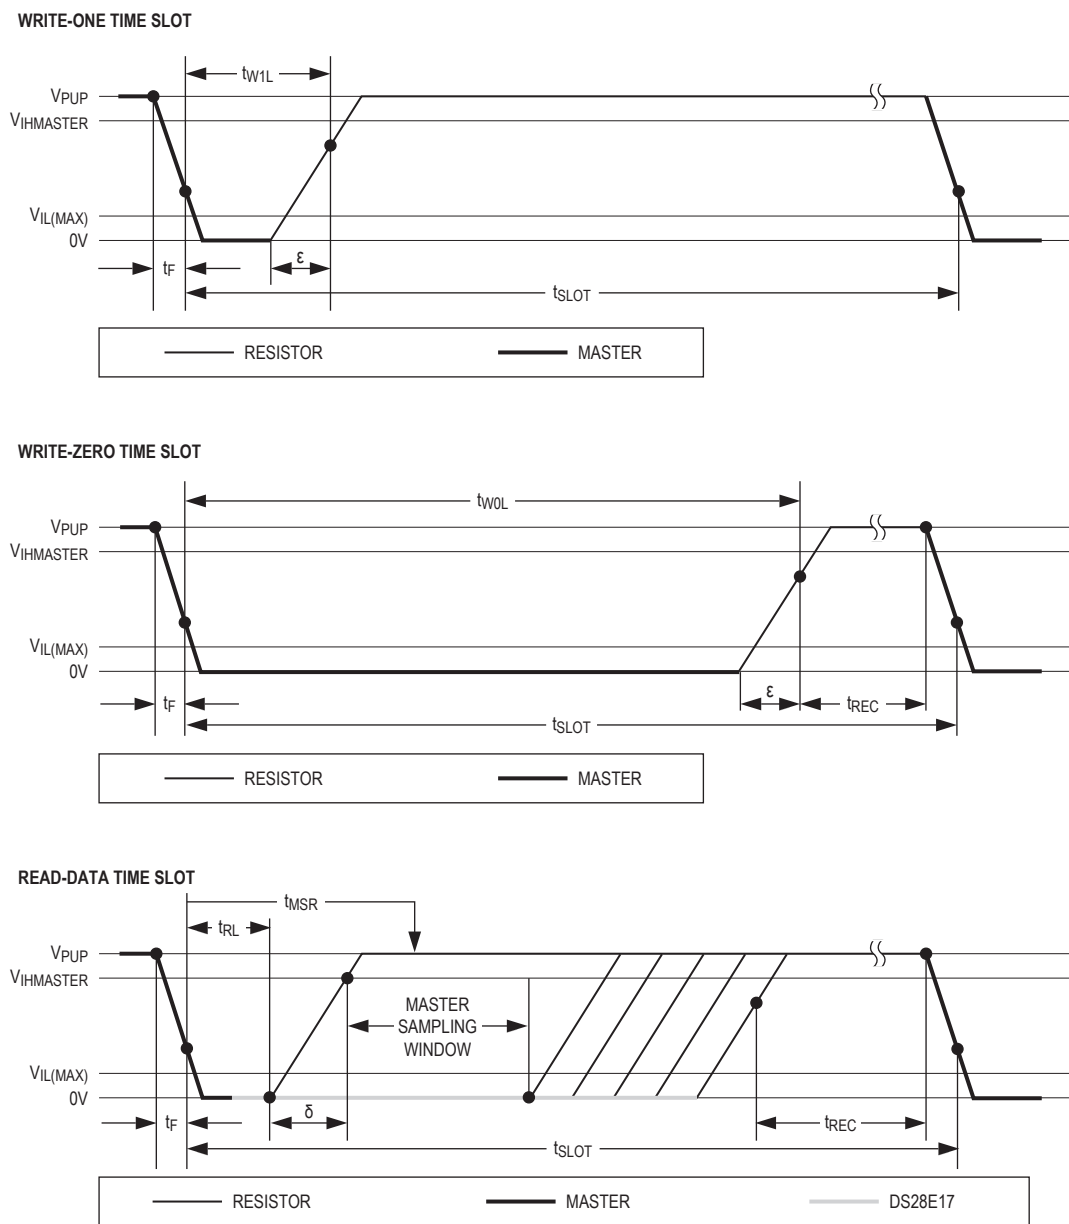 WRITE-ONE TIME SLOT
tW1L
VPUP
VIHMASTER
VIL(MAX)
0V
tF
ε
tSLOT
RESISTOR MASTER
WRITE-ZERO TIME SLOT
tW0L
VPUP
VIHMASTER
VIL(MAX)
0V
tF
ε
tREC
tSLOT
RESISTOR MASTER
READ-DATA TIME SLOT
tMSR
tRL
VPUP
VIHMASTER
MASTER
SAMPLING
WINDOW
VIL(MAX)
0V
tF
δ
tREC
tSLOT
RESISTOR MASTER DS28E17